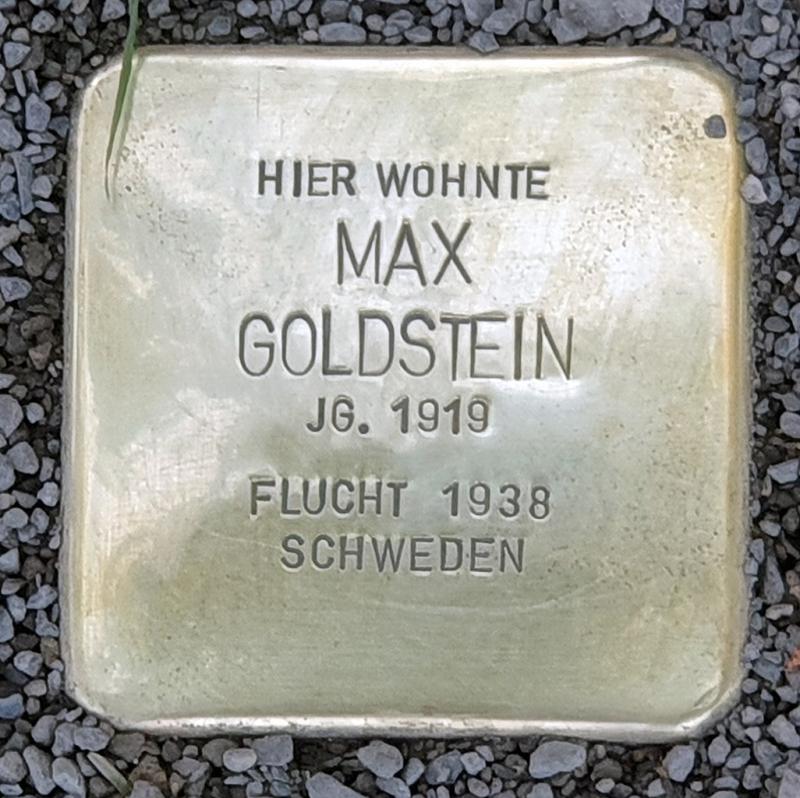 HIER WOHNTE
MAX
GOLDSTEIN
JG. 1919
FLUCHT 1938
SCHWEDEN